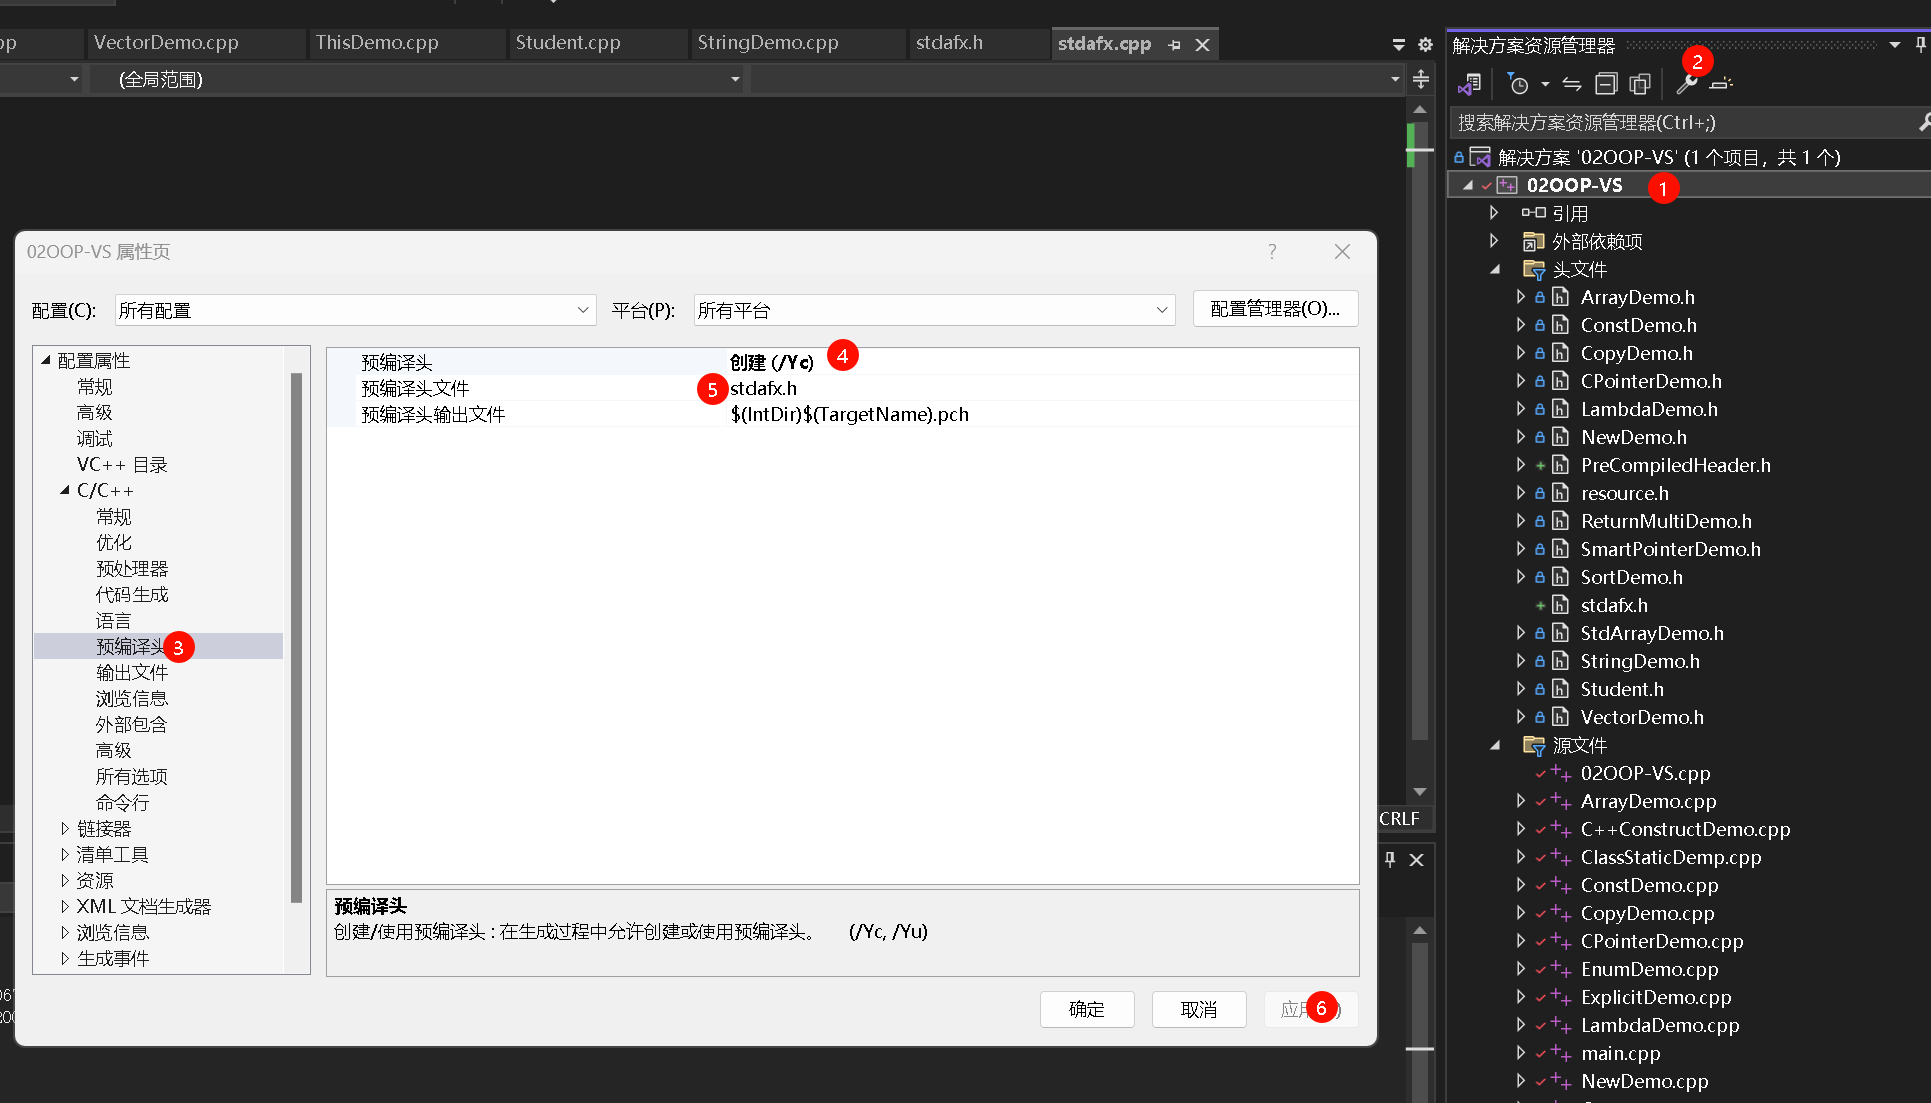 VectorDemo.cpp
ThisDemo.cpp
Student.cpp
StringDemo.cpp
stdafx.h
stdafx.cpp
(全局范围)
02OOP-VS 属性页
?
配置(C):
所有配置
平台(P):
所有平台
配置管理器(O)...
配置属性
常规
高级
调试
VC++ 目录
C/C++
常规
优化
预处理器
代码生成
语言
预编译头
3
输出文件
浏览信息
外部包含
高级
所有选项
命令行
链接器
清单工具
资源
XML 文档生成器
浏览信息
生成事件
预编译头
创建 (/Yc)
4
预编译头文件
5
stdafx.h
预编译头输出文件
$(IntDir)$(TargetName).pch
预编译头
创建/使用预编译头 : 在生成过程中允许创建或使用预编译头。 (/Yc, /Yu)
确定
取消
6
CRLF
解决方案资源管理器
2
搜索解决方案资源管理器(Ctrl+;)
解决方案 '02OOP-VS' (1 个项目，共 1 个)
02OOP-VS
1
引用
外部依赖项
头文件
ArrayDemo.h
ConstDemo.h
CopyDemo.h
CPointerDemo.h
LambdaDemo.h
NewDemo.h
PreCompiledHeader.h
resource.h
ReturnMultiDemo.h
SmartPointerDemo.h
SortDemo.h
stdafx.h
StdArrayDemo.h
StringDemo.h
Student.h
VectorDemo.h
源文件
02OOP-VS.cpp
ArrayDemo.cpp
C++ConstructDemo.cpp
ClassStaticDemp.cpp
ConstDemo.cpp
CopyDemo.cpp
CPointerDemo.cpp
EnumDemo.cpp
ExplicitDemo.cpp
LambdaDemo.cpp
main.cpp
NewDemo.cpp